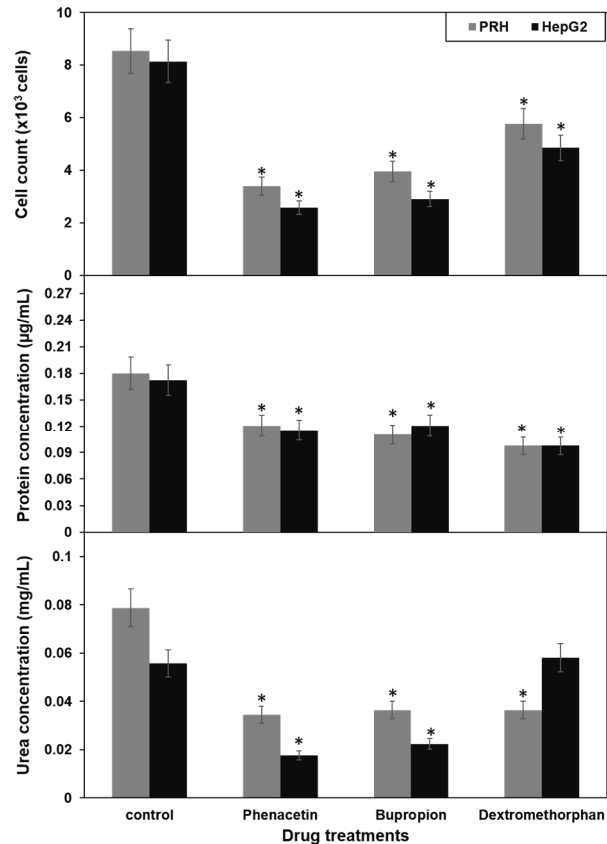 PRH HepG2
Cell count (x10³ cells)
8
6
4
2
0
* * * * * *
Protein concentration (µg/mL)
0.27
0.24
0.21
0.18
0.15
0.12
0.09
0.06
0.03
0
* * * * * *
Urea concentration (mg/mL)
0.1
0.08
0.06
0.04
0.02
0
* * * * *
control Phenacetin Bupropion Dextromethorphan
Drug treatments